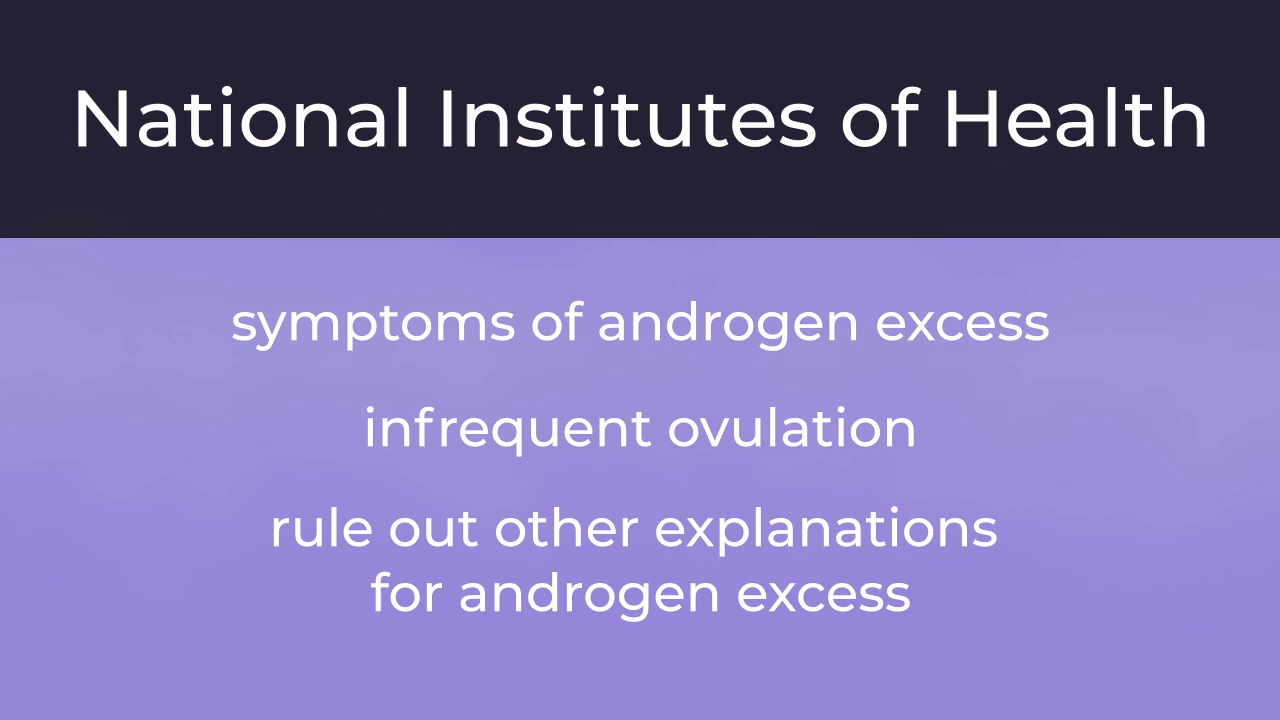 National Institutes of Health
symptoms of androgen excess
infrequent ovulation
rule out other explanations
for androgen excess